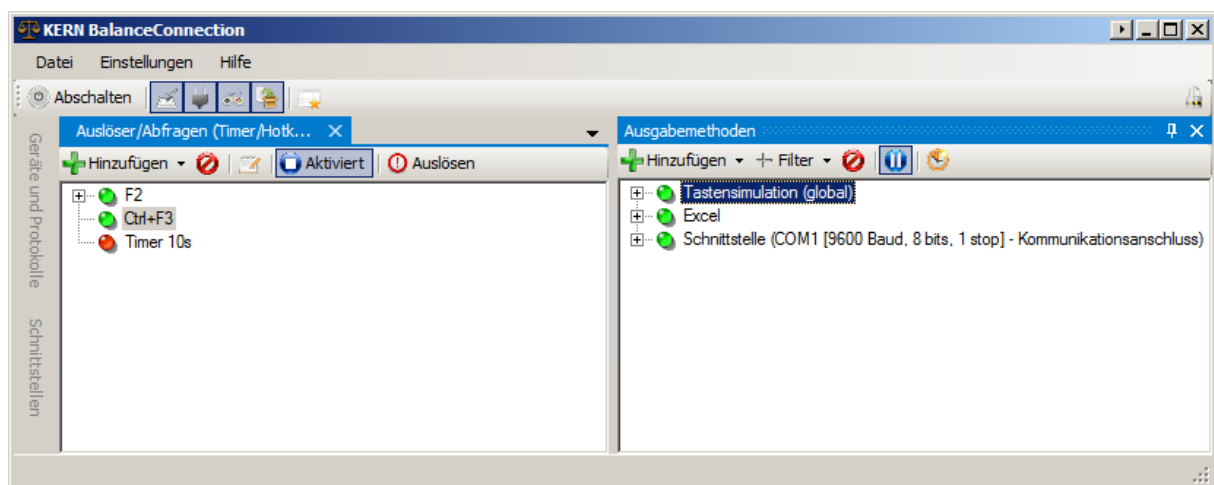 KERN BalanceConnection
Datei Einstellungen Hilfe
Abschalten
Geräte und Protokolle
Schnittstellen
Auslöser/Abfragen (Timer/Hotk...
Hinzufügen Aktiviert Auslösen
F2
Ctrl+F3
Timer 10s
Ausgabemethoden
Hinzufügen Filter
Tastensimulation (global)
Excel
Schnittstelle (COM1 [9600 Baud, 8 bits, 1 stop] - Kommunikationsanschluss)